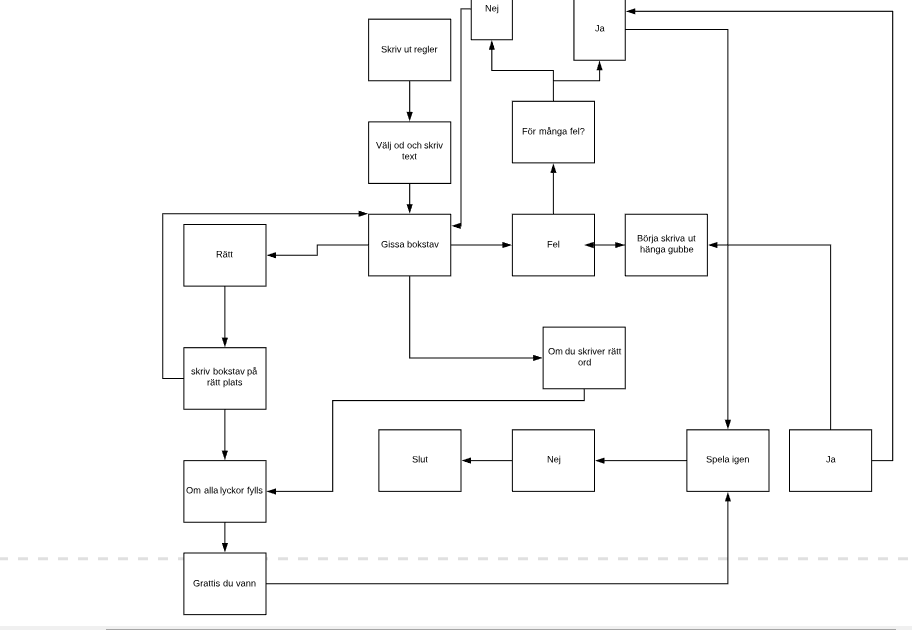 Nej
Ja
Skriv ut regler
För många fel?
Välj od och skriv
text
Gissa bokstav
Fel
Börja skriva ut
hänga gubbe
Rätt
Om du skriver rätt
ord
skriv bokstav på
rätt plats
Slut
Nej
Spela igen
Ja
Om alla lyckor fylls
Grattis du vann